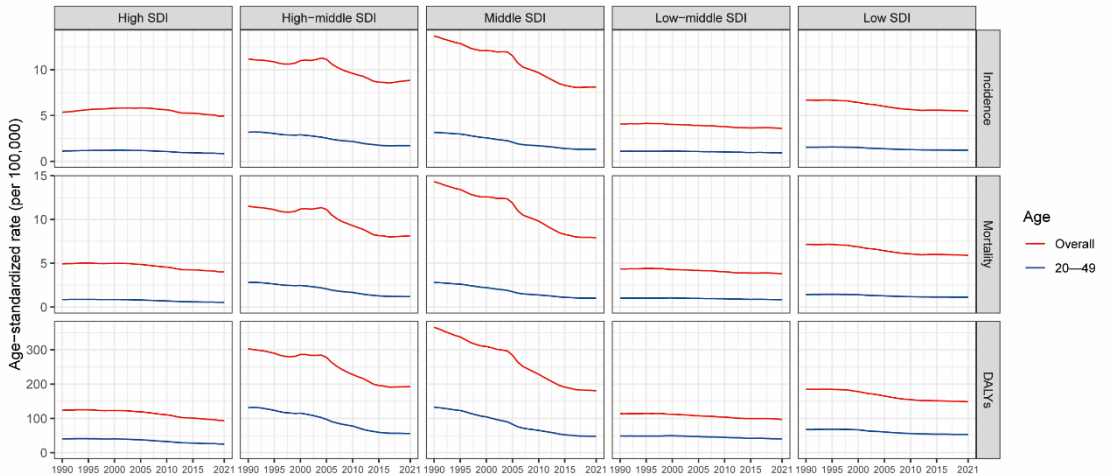 High SDI
High−middle SDI
Middle SDI
Low−middle SDI
Low SDI
Age−standardized rate (per 100,000)
10
5
0
Incidence
15
10
5
0
Mortality
300
200
100
0
DALYs
1990 1995 2000 2005 2010 2015 2021
1990 1995 2000 2005 2010 2015 2021
1990 1995 2000 2005 2010 2015 2021
1990 1995 2000 2005 2010 2015 2021
1990 1995 2000 2005 2010 2015 2021
Age
Overall
20—49